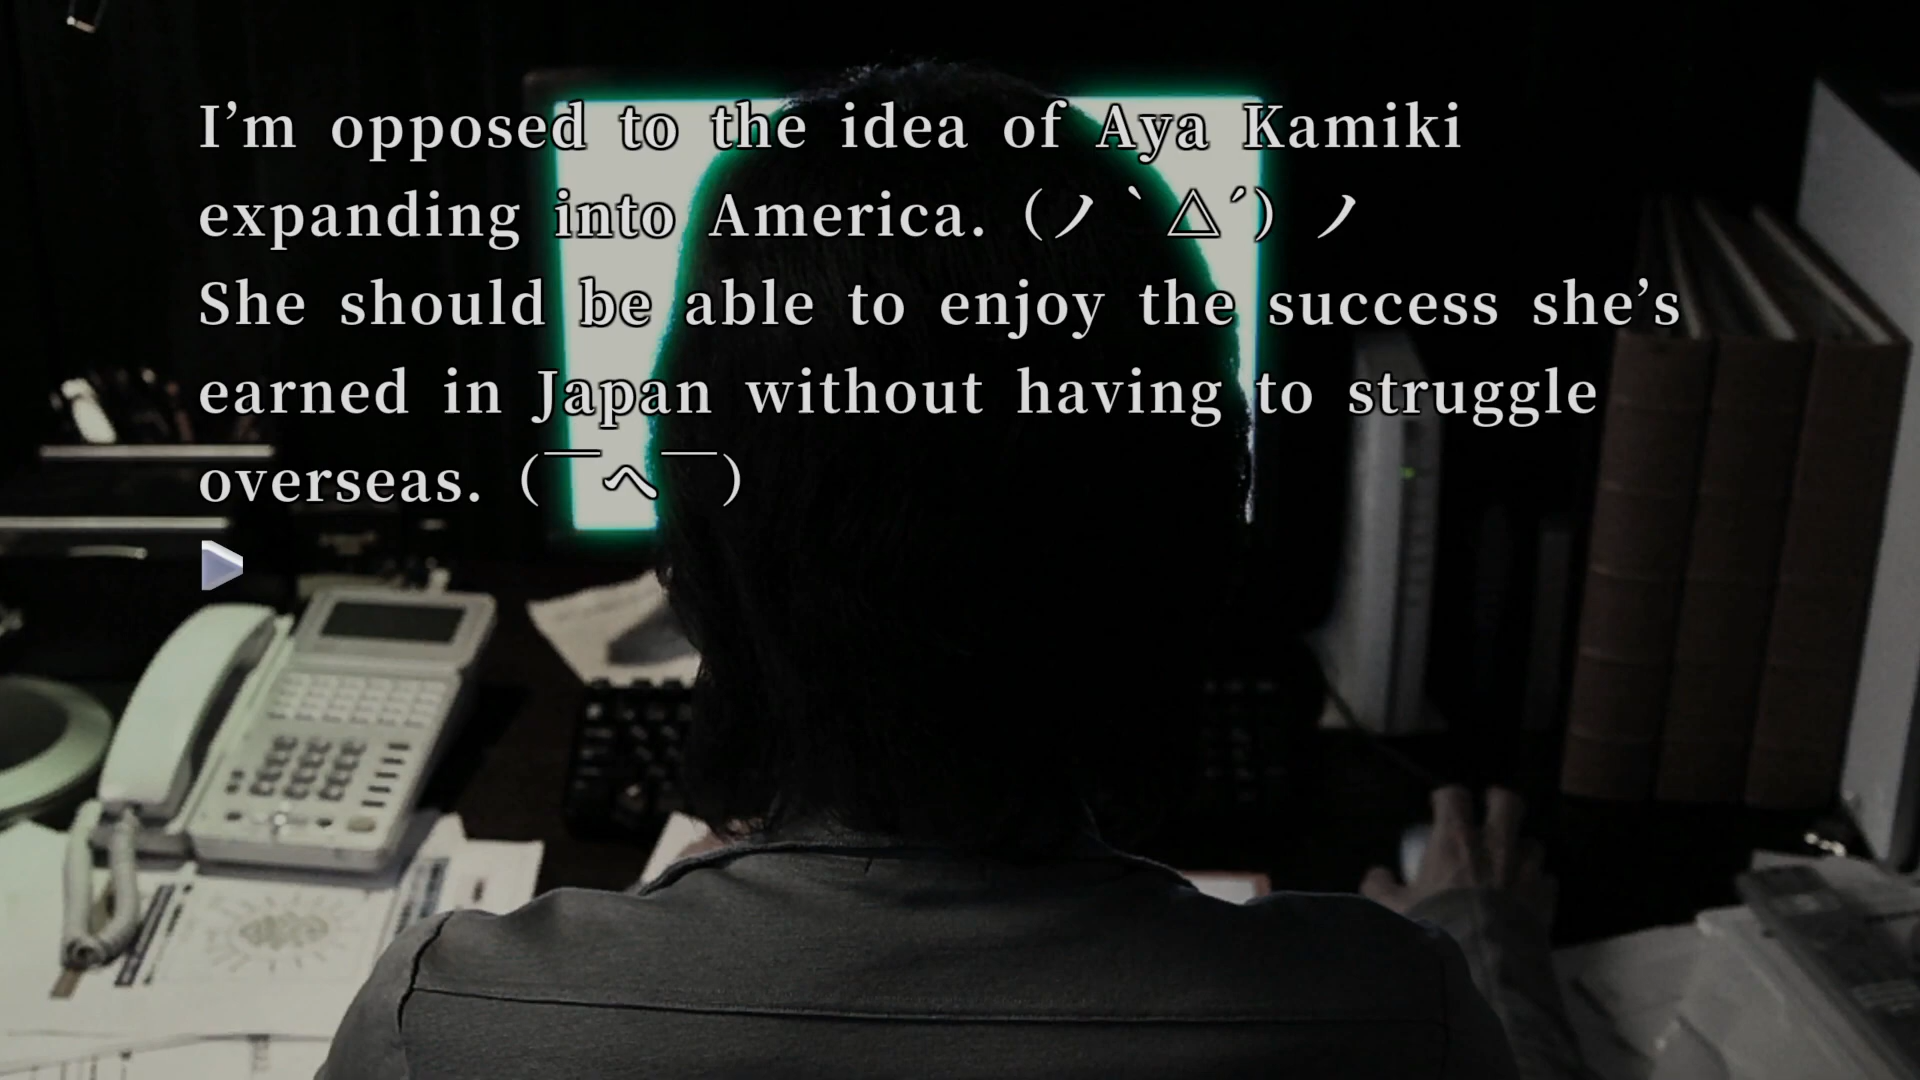 I’m opposed to the idea of Aya Kamiki
expanding into America. (ノ｀△´)ノ
She should be able to enjoy the success she’s
earned in Japan without having to struggle
overseas. (￣へ￣)